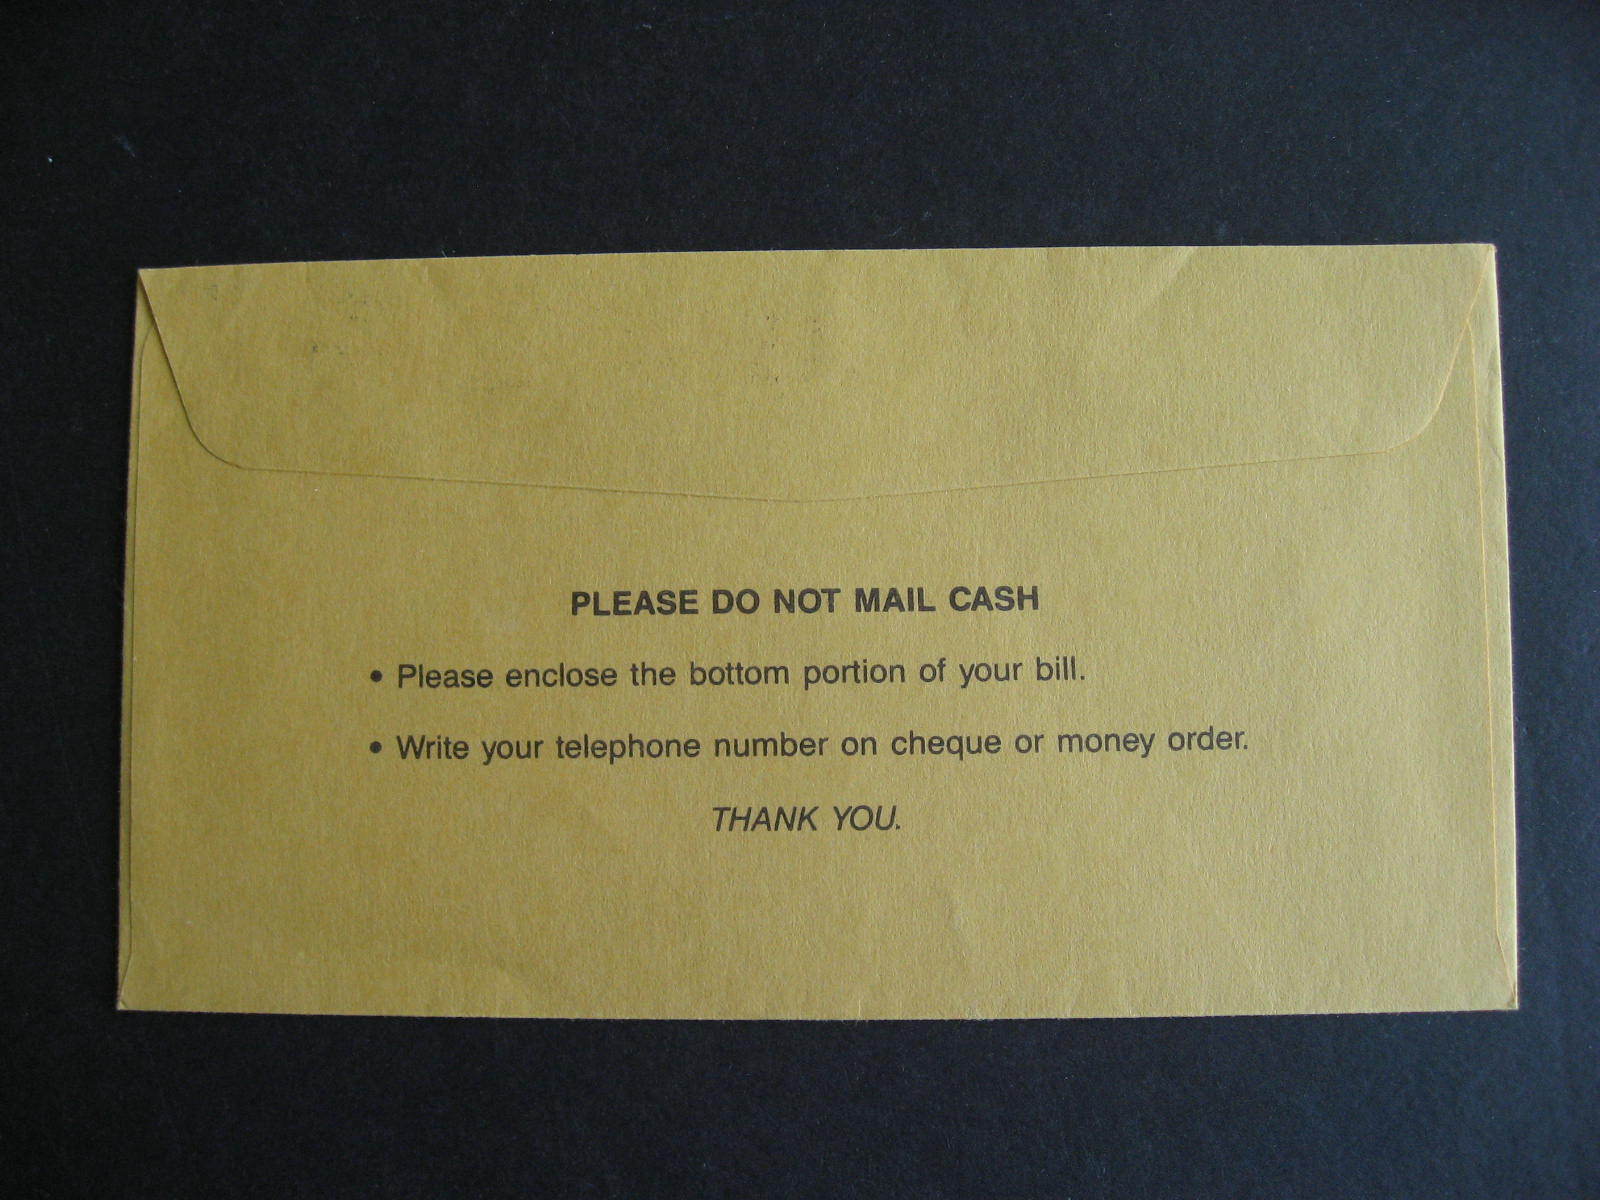 PLEASE DO NOT MAIL CASH
• Please enclose the bottom portion of your bill.
• Write your telephone number on cheque or money order.
THANK YOU.